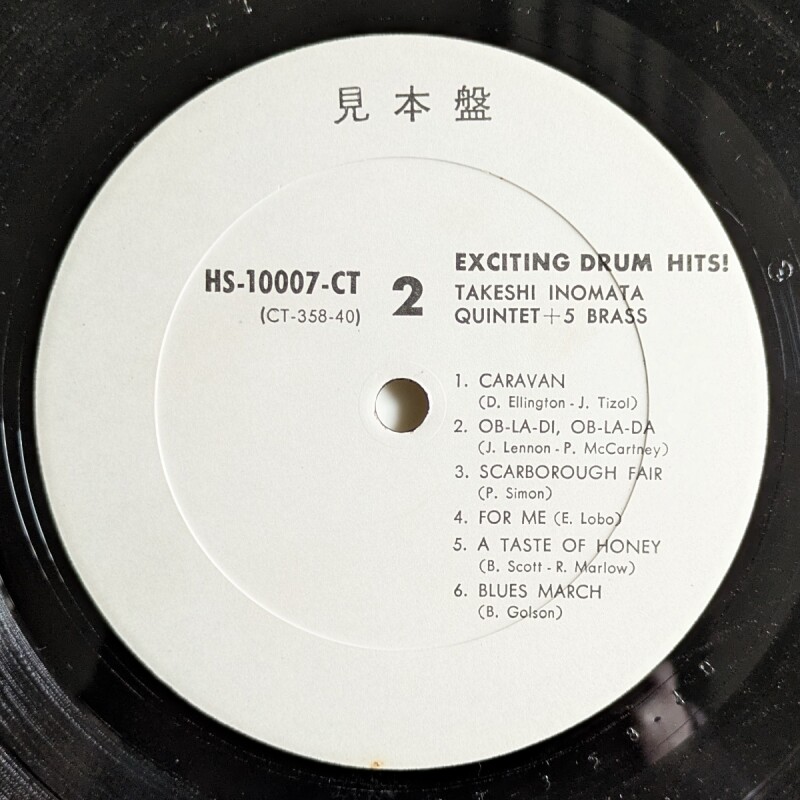 見本盤
HS-10007-CT
(CT-358-40)
2
EXCITING DRUM HITS!
TAKESHI INOMATA
QUINTET+5 BRASS
1. CARAVAN
(D. Ellington - J. Tizol)
2. OB-LA-DI, OB-LA-DA
(J. Lennon - P. McCartney)
3. SCARBOROUGH FAIR
(P. Simon)
4. FOR ME (E. Lobo)
5. A TASTE OF HONEY
(B. Scott - R. Marlow)
6. BLUES MARCH
(B. Golson)